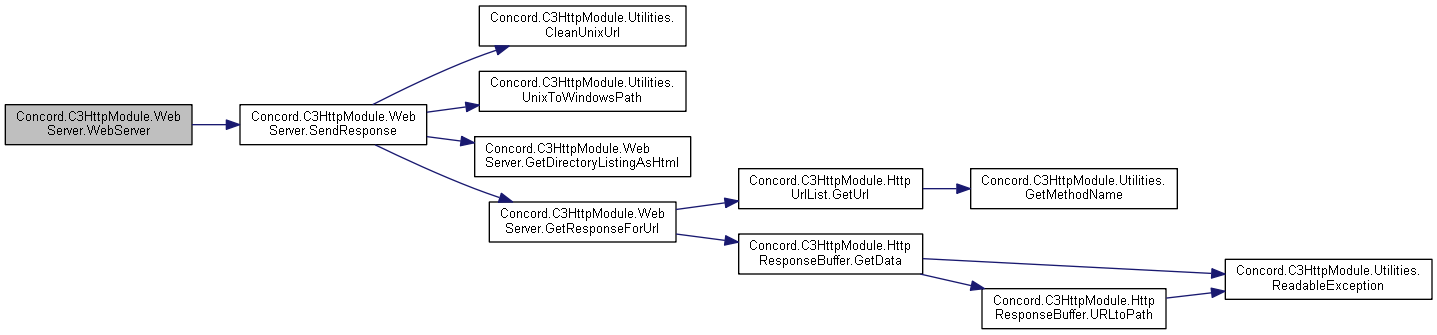 Concord.C3HttpModule.Web
Server.WebServer
Concord.C3HttpModule.Web
Server.SendResponse
Concord.C3HttpModule.Utilities.
CleanUnixUrl
Concord.C3HttpModule.Utilities.
UnixToWindowsPath
Concord.C3HttpModule.Web
Server.GetDirectoryListingAsHtml
Concord.C3HttpModule.Web
Server.GetResponseForUrl
Concord.C3HttpModule.Http
UrlList.GetUrl
Concord.C3HttpModule.Utilities.
GetMethodName
Concord.C3HttpModule.Http
ResponseBuffer.GetData
Concord.C3HttpModule.Http
ResponseBuffer.URLtoPath
Concord.C3HttpModule.Utilities.
ReadableException